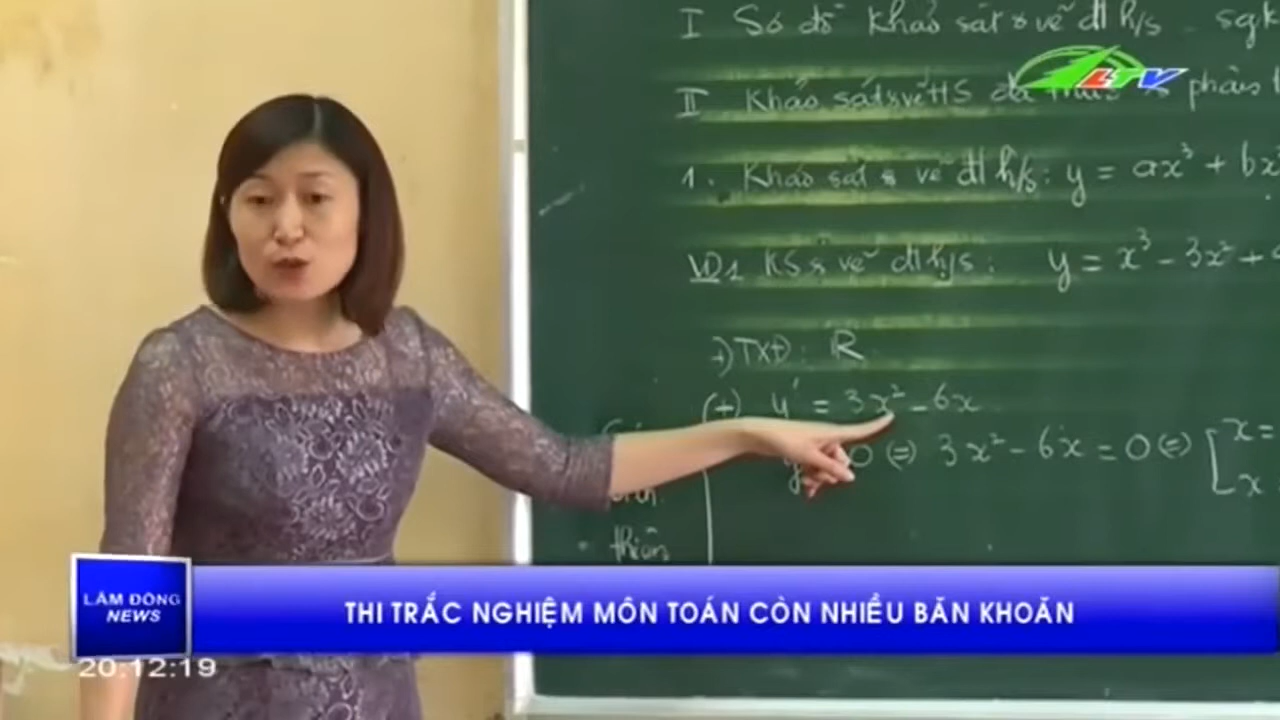 I Sơ đồ khảo sát & vẽ đt h/s - sgk
LTV
II Khảo sát & vẽ HS đa thức & phân
1. Khảo sát & vẽ đt h/s: y = ax³ + bx
VD1 KS & vẽ đt h/s: y = x³ - 3x² +
+) TXĐ: R
(+) y' = 3x² - 6x
y 0 (=) 3x² - 6x = 0 (=) [ x =
x
thiên
LÂM ĐỒNG
NEWS
THI TRẮC NGHIỆM MÔN TOÁN CÒN NHIỀU BĂN KHOĂN
20:12:19